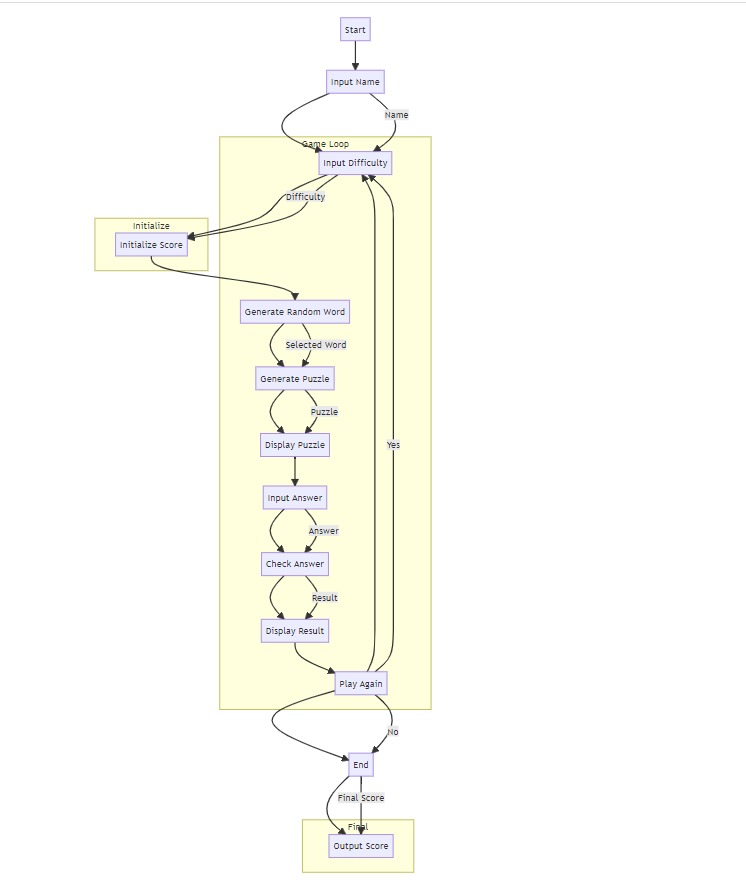 Start
Input Name
Name
Game Loop
Input Difficulty
Difficulty
Initialize
Initialize Score
Generate Random Word
Selected Word
Generate Puzzle
Puzzle
Display Puzzle
Yes
Input Answer
Answer
Check Answer
Result
Display Result
Play Again
No
End
Final Score
Final
Output Score